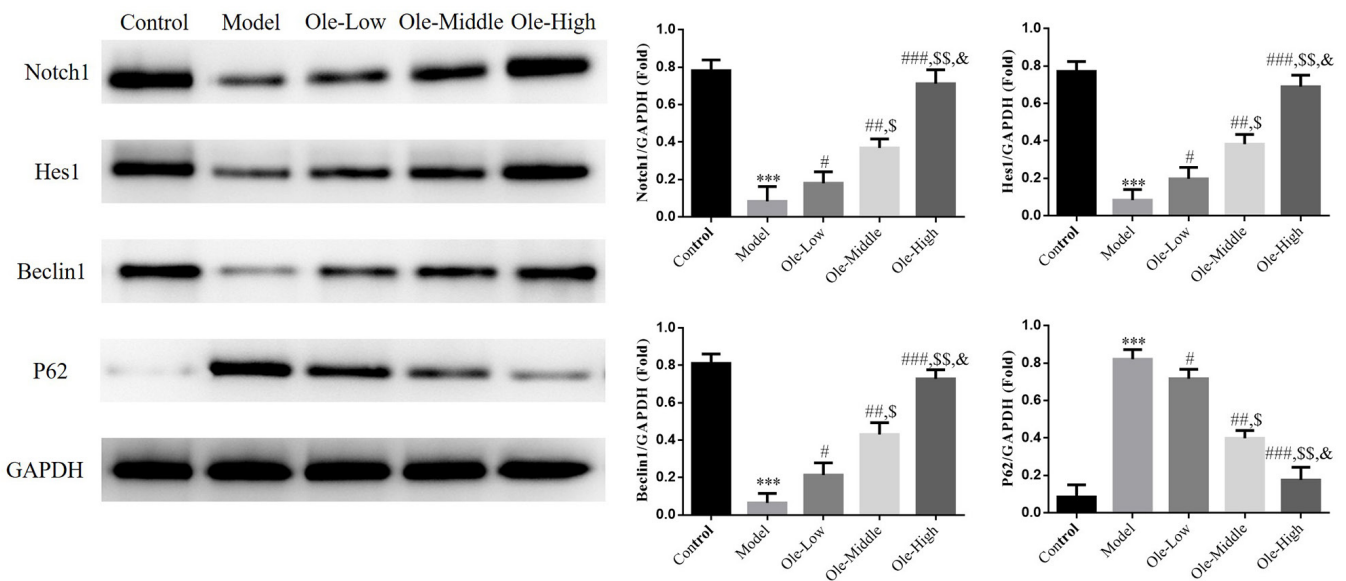 Control Model Ole-Low Ole-Middle Ole-High
Notch1
Hes1
Beclin1
P62
GAPDH
Notch1/GAPDH (Fold)
1.0
0.8
0.6
0.4
0.2
0.0
***
#
##,$
###,$$,&
Control
Model
Ole-Low
Ole-Middle
Ole-High
Hes1/GAPDH (Fold)
1.0
0.8
0.6
0.4
0.2
0.0
***
#
##,$
###,$$,&
Control
Model
Ole-Low
Ole-Middle
Ole-High
Beclin1/GAPDH (Fold)
1.0
0.8
0.6
0.4
0.2
0.0
***
#
##,$
###,$$,&
Control
Model
Ole-Low
Ole-Middle
Ole-High
P62/GAPDH (Fold)
1.0
0.8
0.6
0.4
0.2
0.0
***
#
##,$
###,$$,&
Control
Model
Ole-Low
Ole-Middle
Ole-High